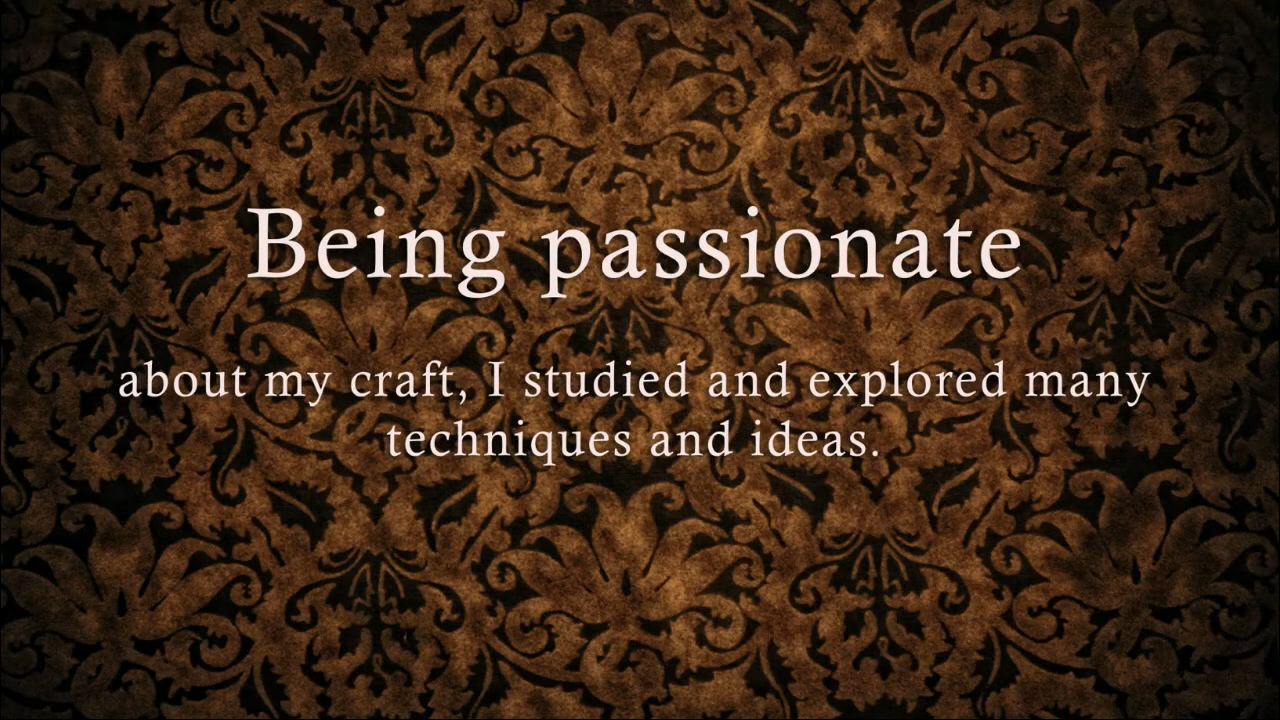 Being passionate
about my craft, I studied and explored many
techniques and ideas.